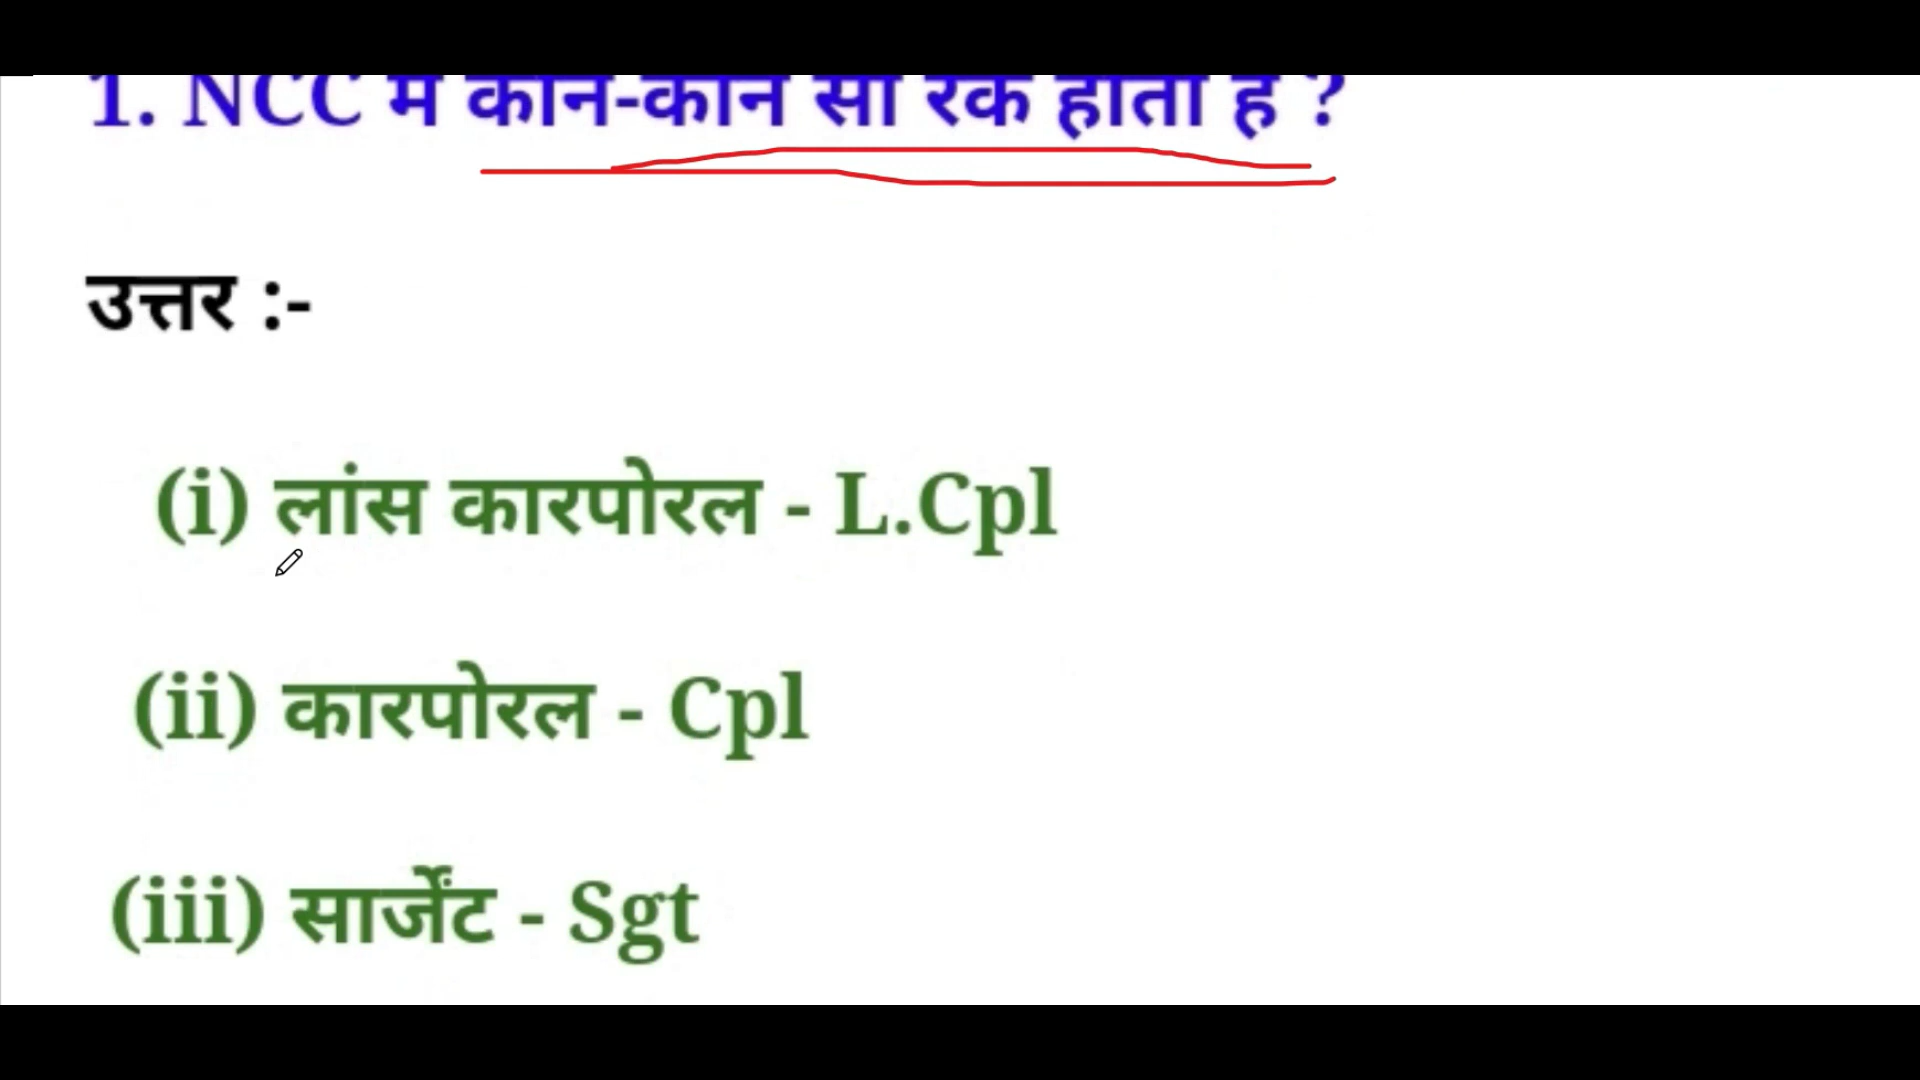 1. NCC में कौन-कौन सी रैंक होती है ?
उत्तर :-
(i) लांस कारपोरल - L.Cpl
(ii) कारपोरल - Cpl
(iii) सार्जेंट - Sgt